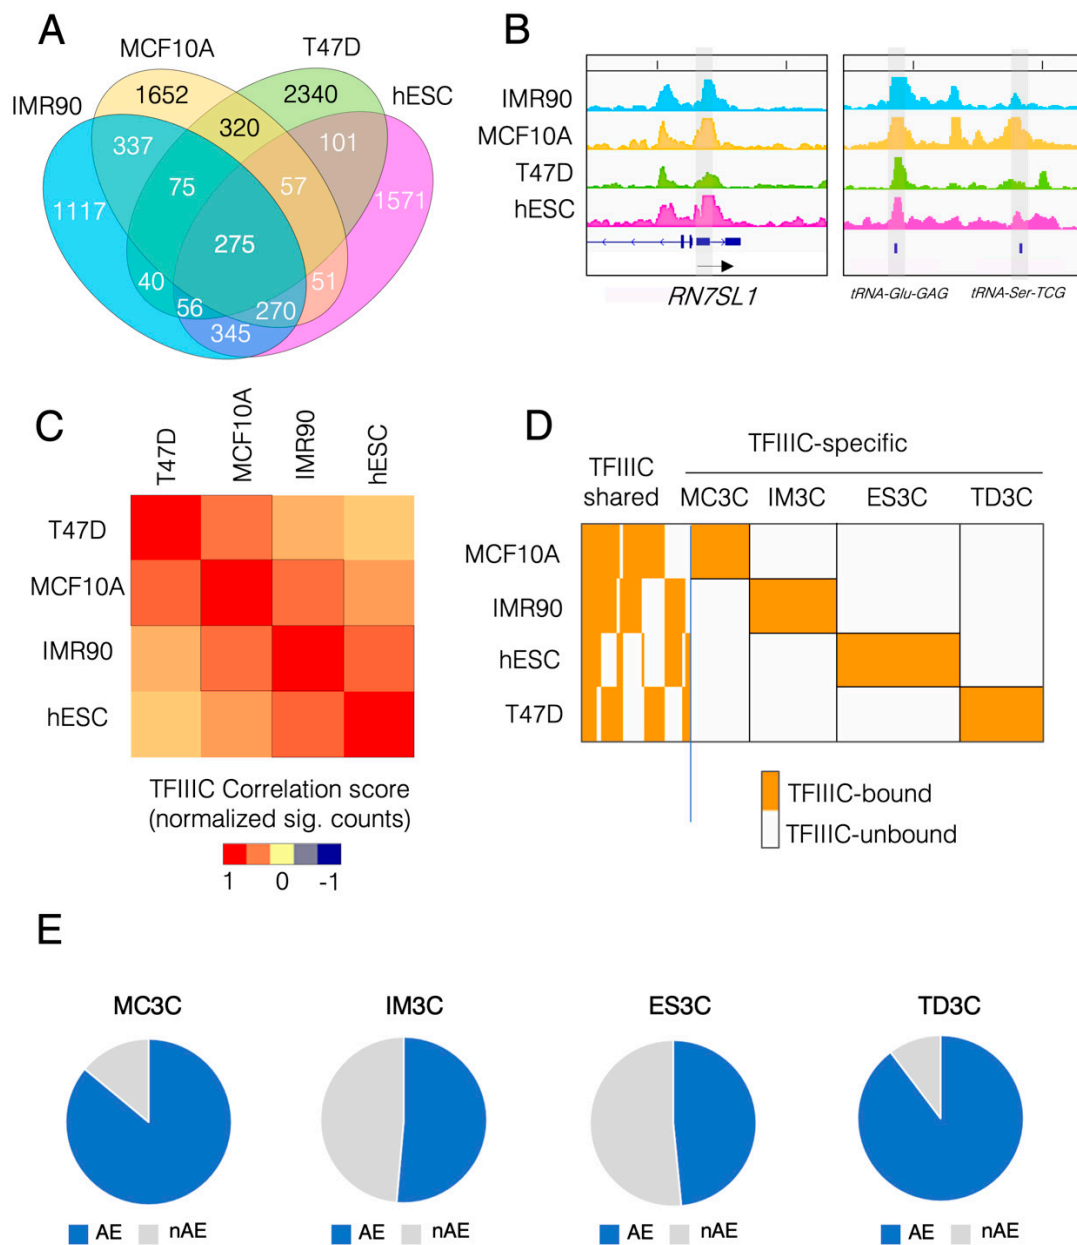 A
MCF10A
T47D
IMR90
hESC
1652
2340
337
320
101
75
57
1117
1571
275
40
51
56
270
345
B
IMR90
MCF10A
T47D
hESC
RN7SL1
tRNA-Glu-GAG
tRNA-Ser-TCG
C
T47D
MCF10A
IMR90
hESC
T47D
MCF10A
IMR90
hESC
TFIIIC Correlation score
(normalized sig. counts)
1 0 -1
D
TFIIIC
shared
TFIIIC-specific
MC3C IM3C ES3C TD3C
MCF10A
IMR90
hESC
T47D
TFIIIC-bound
TFIIIC-unbound
E
MC3C
IM3C
ES3C
TD3C
AE nAE
AE nAE
AE nAE
AE nAE